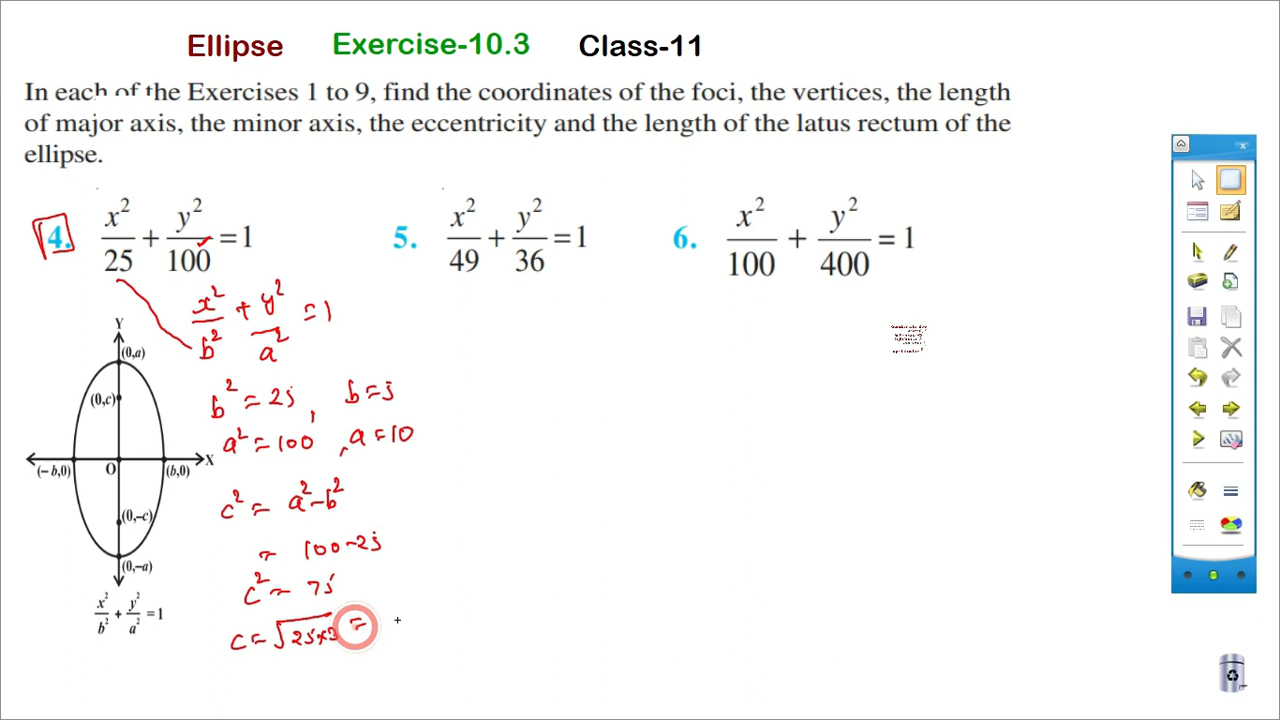 Ellipse Exercise-10.3 Class-11
In each of the Exercises 1 to 9, find the coordinates of the foci, the vertices, the length
of major axis, the minor axis, the eccentricity and the length of the latus rectum of the
ellipse.
4. x²/25 + y²/100 = 1
5. x²/49 + y²/36 = 1
6. x²/100 + y²/400 = 1
x²/b² + y²/a² = 1
b² = 25, b = 5
a² = 100, a = 10
c² = a² - b²
= 100 - 25
c² = 75
c = √25×3 =
Y
(0,a)
(0,c)
(– b,0) O (b,0) X
(0,–c)
(0,–a)
x²/b² + y²/a² = 1